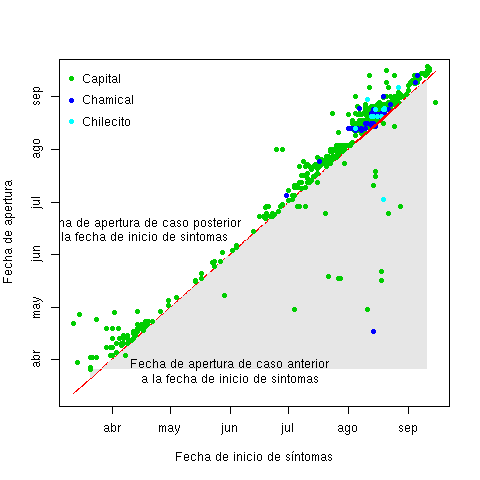 Capital
Chamical
Chilecito
ha de apertura de caso posterior
la fecha de inicio de sintomas
Fecha de apertura de caso anterior
a la fecha de inicio de sintomas
Fecha de apertura
abr
may
jun
jul
ago
sep
abr
may
jun
jul
ago
sep
Fecha de inicio de síntomas